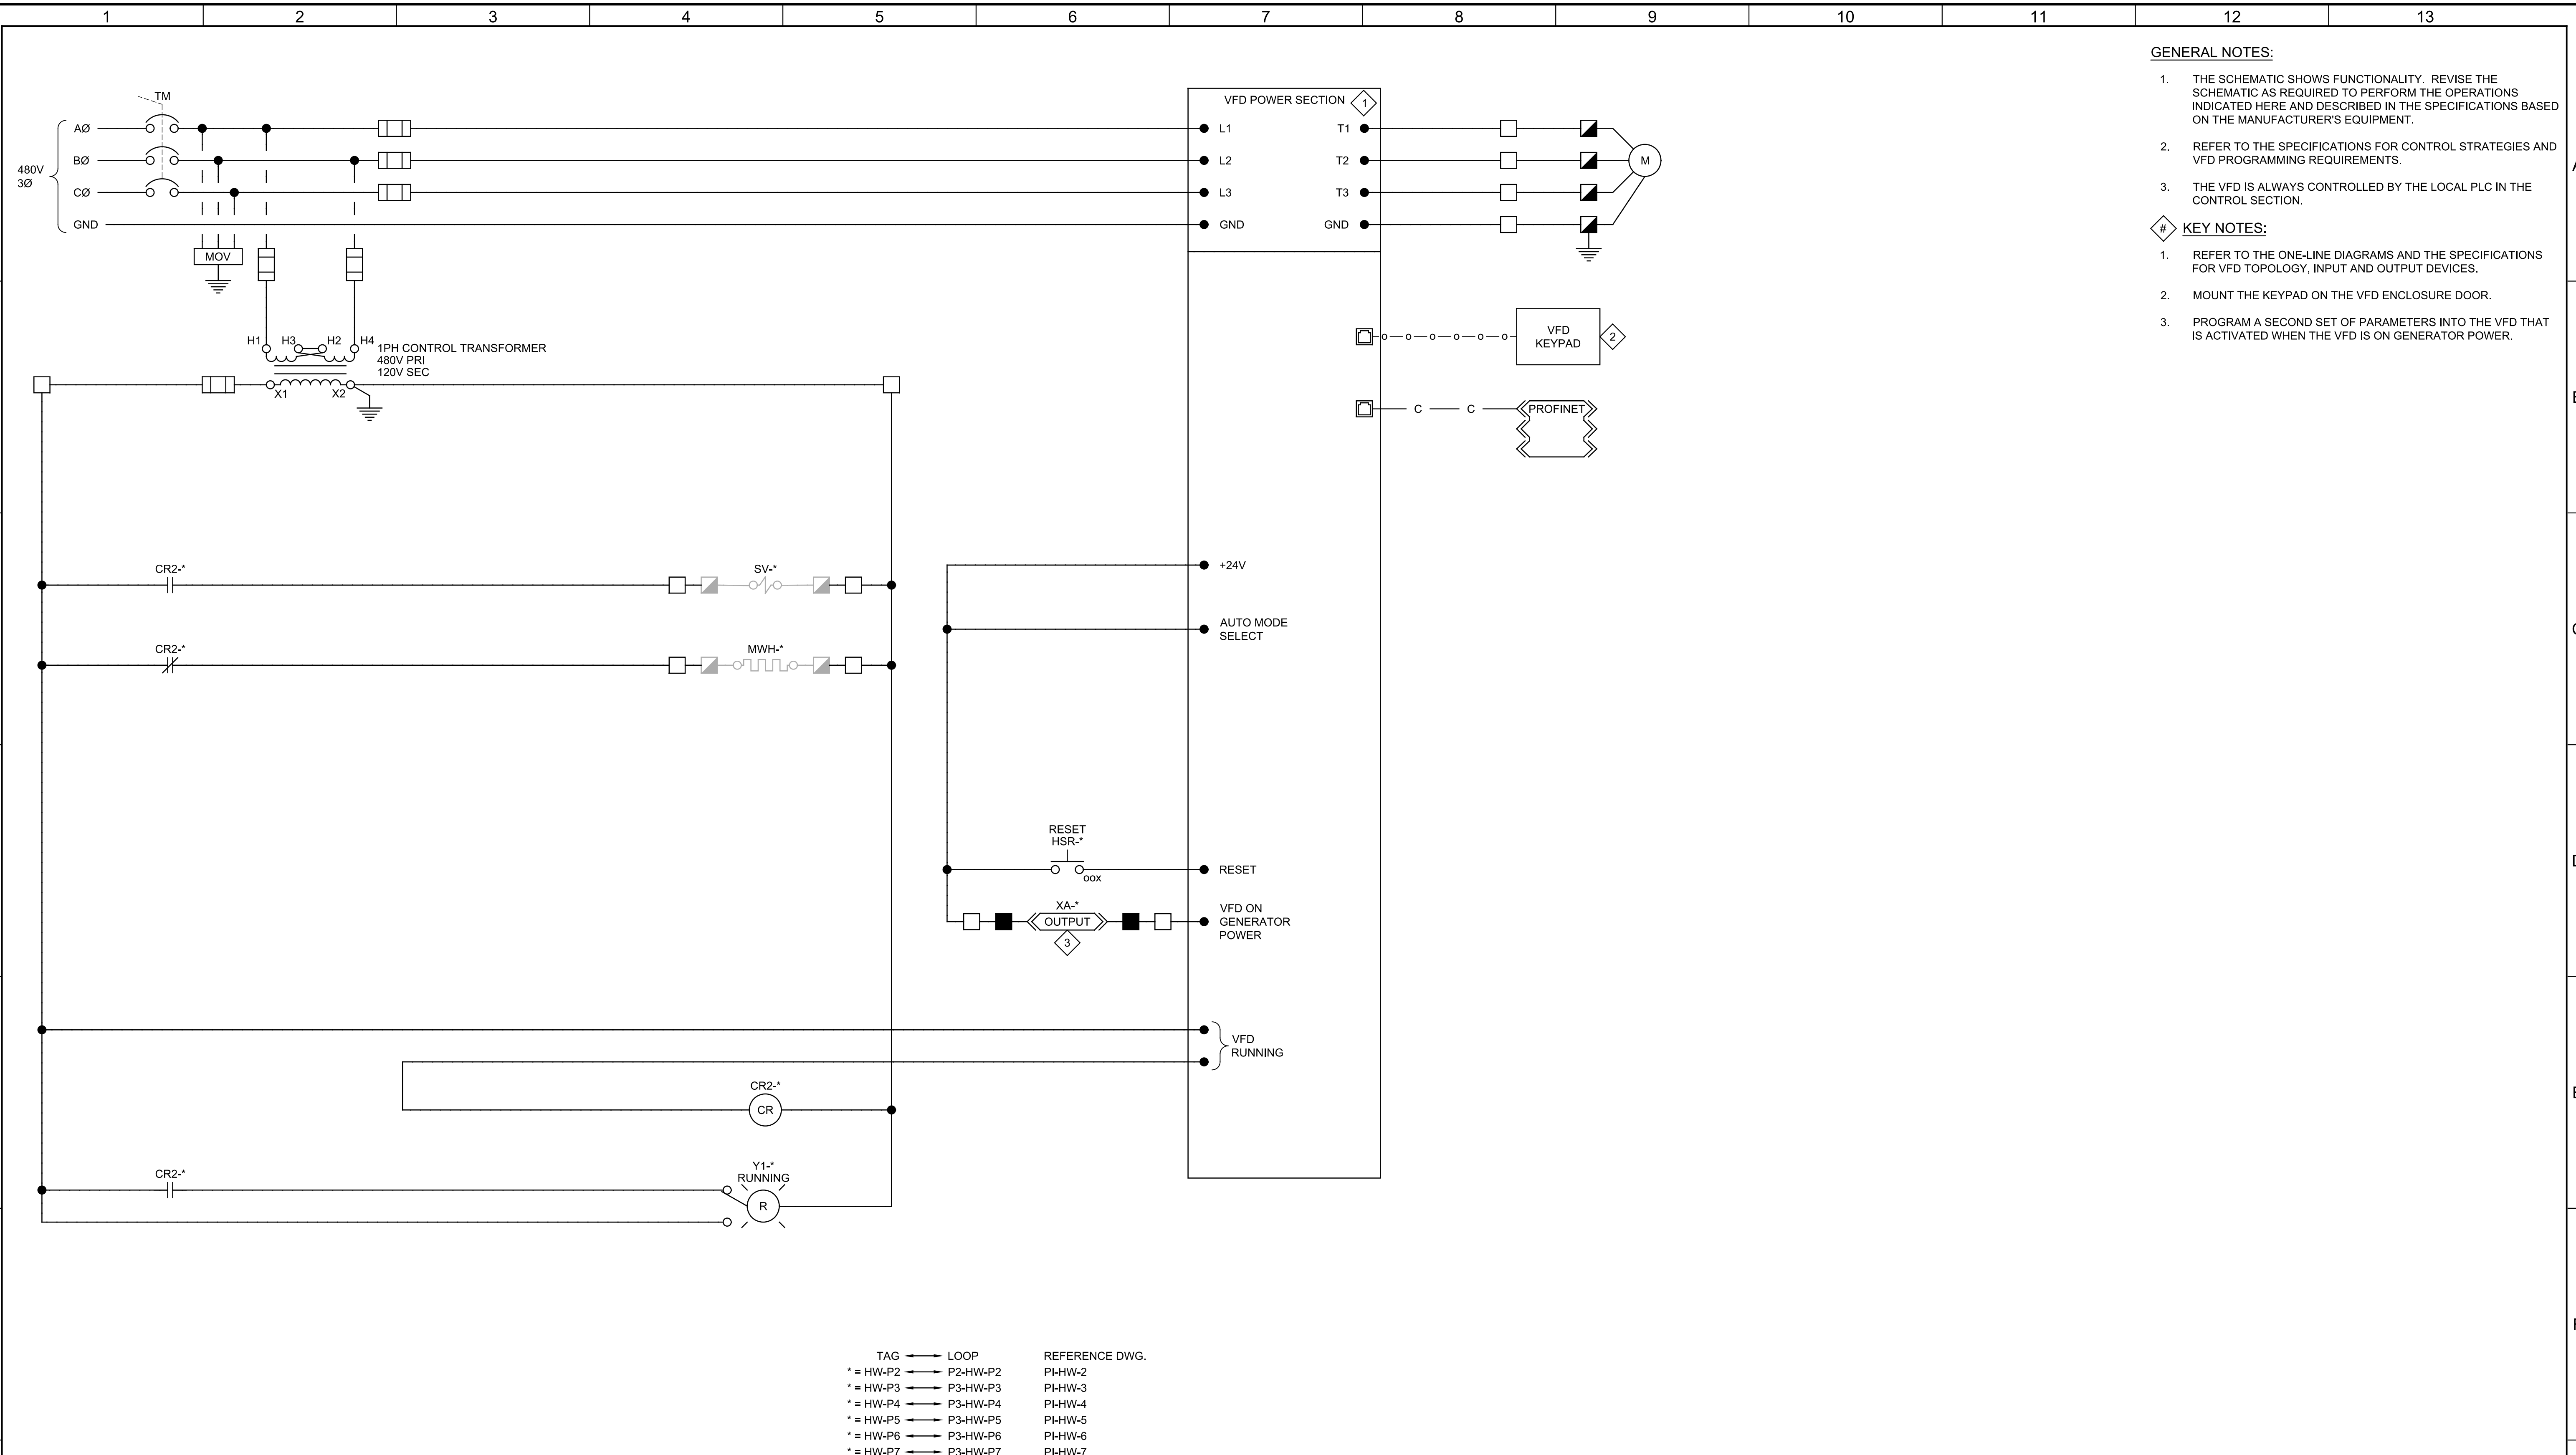 1 2 3 4 5 6 7 8 9 10 11 12 13
GENERAL NOTES:
1. THE SCHEMATIC SHOWS FUNCTIONALITY. REVISE THE
SCHEMATIC AS REQUIRED TO PERFORM THE OPERATIONS
INDICATED HERE AND DESCRIBED IN THE SPECIFICATIONS BASED
ON THE MANUFACTURER'S EQUIPMENT.
2. REFER TO THE SPECIFICATIONS FOR CONTROL STRATEGIES AND
VFD PROGRAMMING REQUIREMENTS.
3. THE VFD IS ALWAYS CONTROLLED BY THE LOCAL PLC IN THE
CONTROL SECTION.
# KEY NOTES:
1. REFER TO THE ONE-LINE DIAGRAMS AND THE SPECIFICATIONS
FOR VFD TOPOLOGY, INPUT AND OUTPUT DEVICES.
2. MOUNT THE KEYPAD ON THE VFD ENCLOSURE DOOR.
3. PROGRAM A SECOND SET OF PARAMETERS INTO THE VFD THAT
IS ACTIVATED WHEN THE VFD IS ON GENERATOR POWER.
TM
480V
3Ø
AØ
BØ
CØ
GND
MOV
VFD POWER SECTION 1
L1 T1
L2 T2
L3 T3
GND GND
M
H1 H3 H2 H4
1PH CONTROL TRANSFORMER
480V PRI
120V SEC
X1 X2
o o o o o o
VFD
KEYPAD
2
C C
PROFINET
CR2-*
SV-*
CR2-*
MWH-*
+24V
AUTO MODE
SELECT
RESET
HSR-*
oox
RESET
XA-*
OUTPUT
3
VFD ON
GENERATOR
POWER
VFD
RUNNING
CR2-*
CR
CR2-*
Y1-*
RUNNING
R
TAG LOOP REFERENCE DWG.
* = HW-P2 P2-HW-P2 PI-HW-2
* = HW-P3 P3-HW-P3 PI-HW-3
* = HW-P4 P3-HW-P4 PI-HW-4
* = HW-P5 P3-HW-P5 PI-HW-5
* = HW-P6 P3-HW-P6 PI-HW-6
* = HW-P7 P3-HW-P7 PI-HW-7